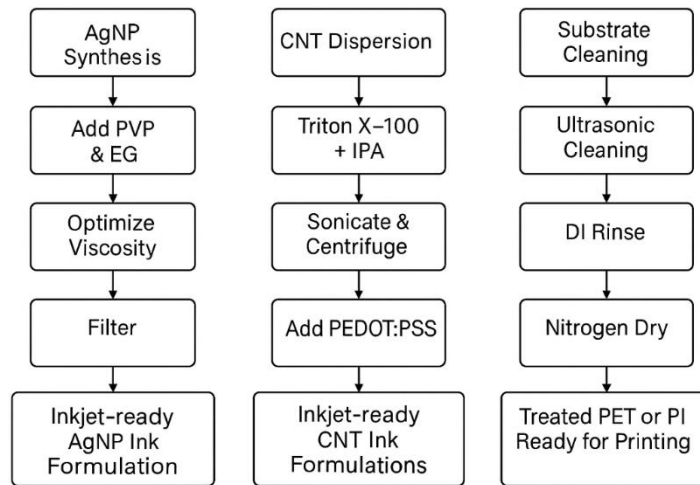 AgNP
Synthesis
Add PVP
& EG
Optimize
Viscosity
Filter
Inkjet-ready
AgNP Ink
Formulation
CNT Dispersion
Triton X–100
+ IPA
Sonicate &
Centrifuge
Add PEDOT:PSS
Inkjet-ready
CNT Ink
Formulations
Substrate
Cleaning
Ultrasonic
Cleaning
DI Rinse
Nitrogen Dry
Treated PET or PI
Ready for Printing